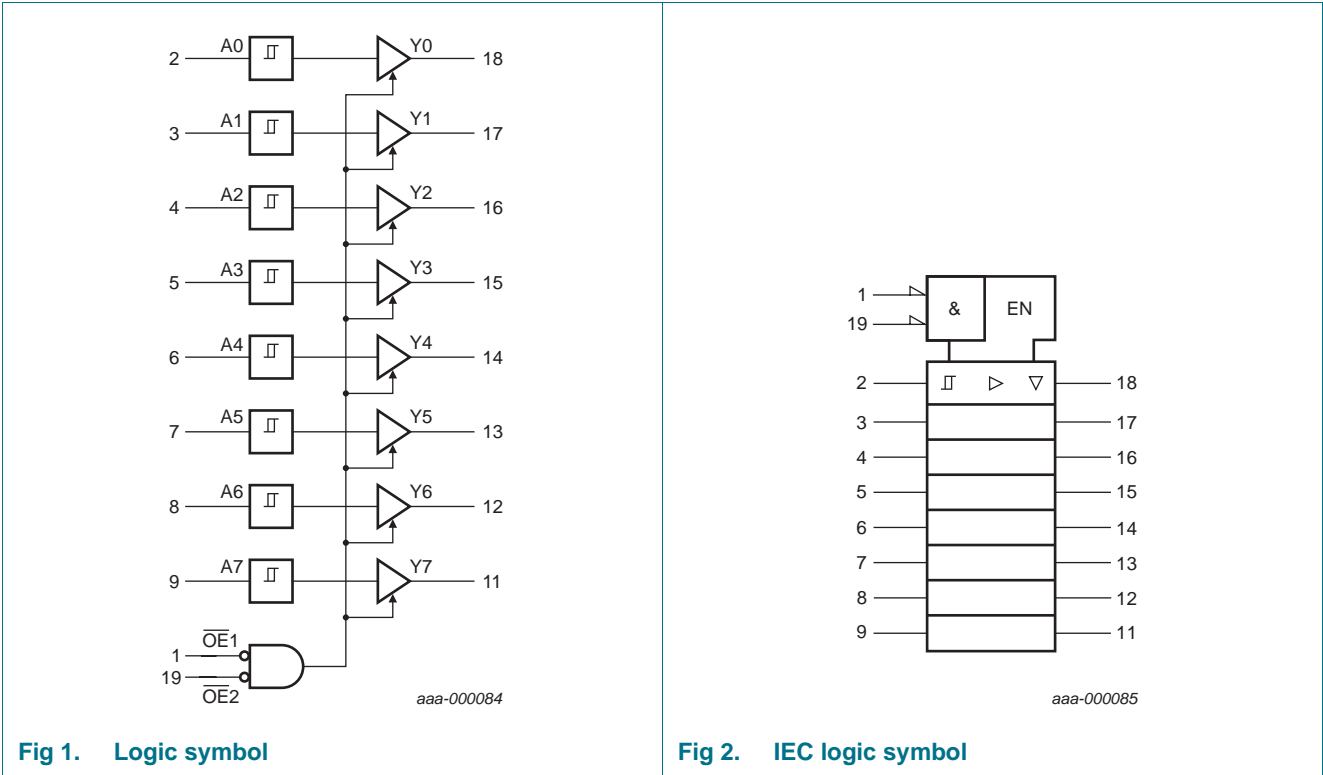 A0 Y0
2 18
A1 Y1
3 17
A2 Y2
4 16
A3 Y3
5 15
A4 Y4
6 14
A5 Y5
7 13
A6 Y6
8 12
A7 Y7
9 11
O̅E̅1
1
19
O̅E̅2
aaa-000084
Fig 1. Logic symbol
1
& EN
19
2 18
3 17
4 16
5 15
6 14
7 13
8 12
9 11
aaa-000085
Fig 2. IEC logic symbol